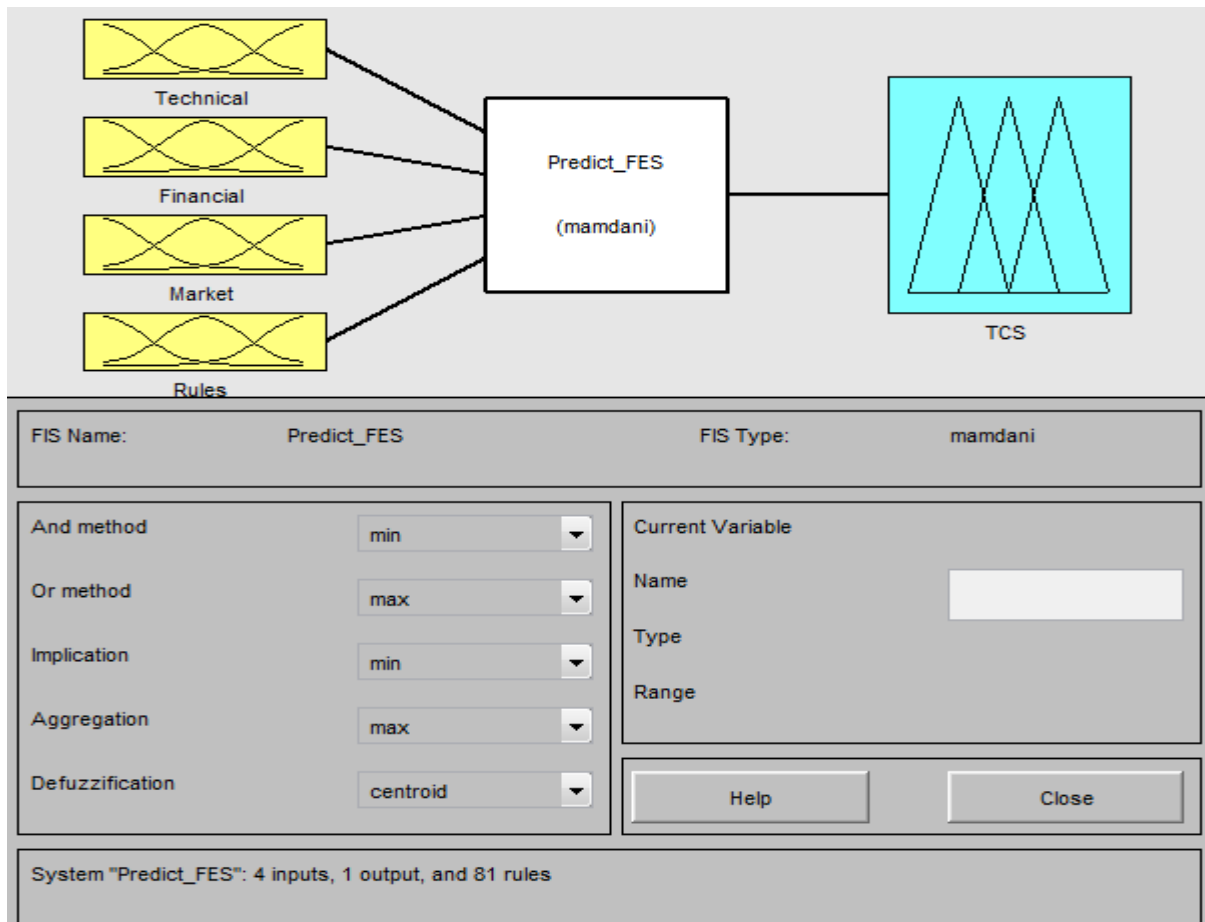 Technical
Financial
Market
Rules
Predict_FES
(mamdani)
TCS
FIS Name: Predict_FES FIS Type: mamdani
And method min
Or method max
Implication min
Aggregation max
Defuzzification centroid
Current Variable
Name
Type
Range
Help Close
System "Predict_FES": 4 inputs, 1 output, and 81 rules